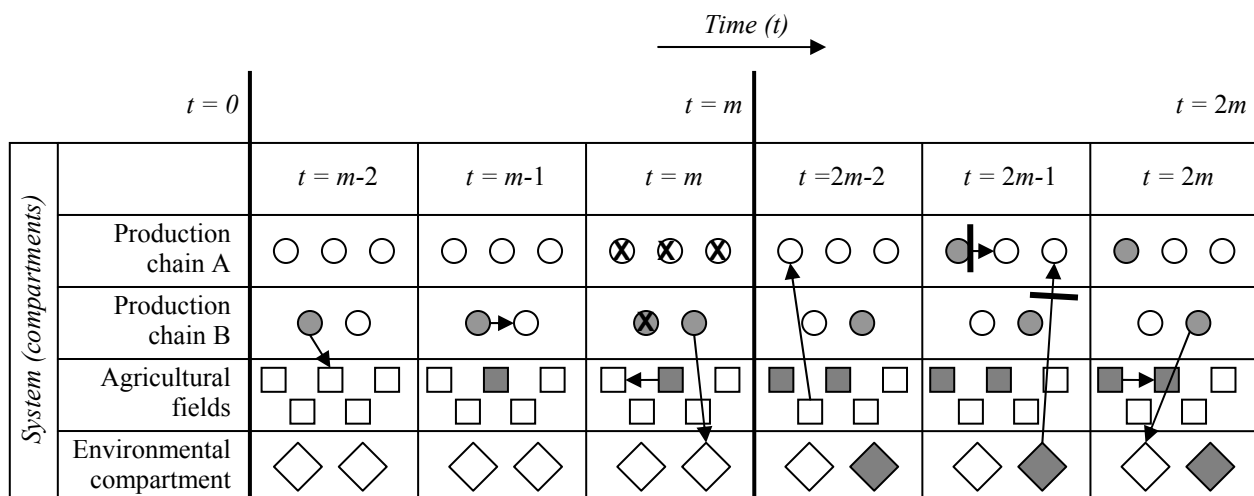 Time (t)
t = 0
t = m
t = 2m
System (compartments)
t = m-2
t = m-1
t = m
t =2m-2
t = 2m-1
t = 2m
Production
chain A
X X X
Production
chain B
X
Agricultural
fields
Environmental
compartment